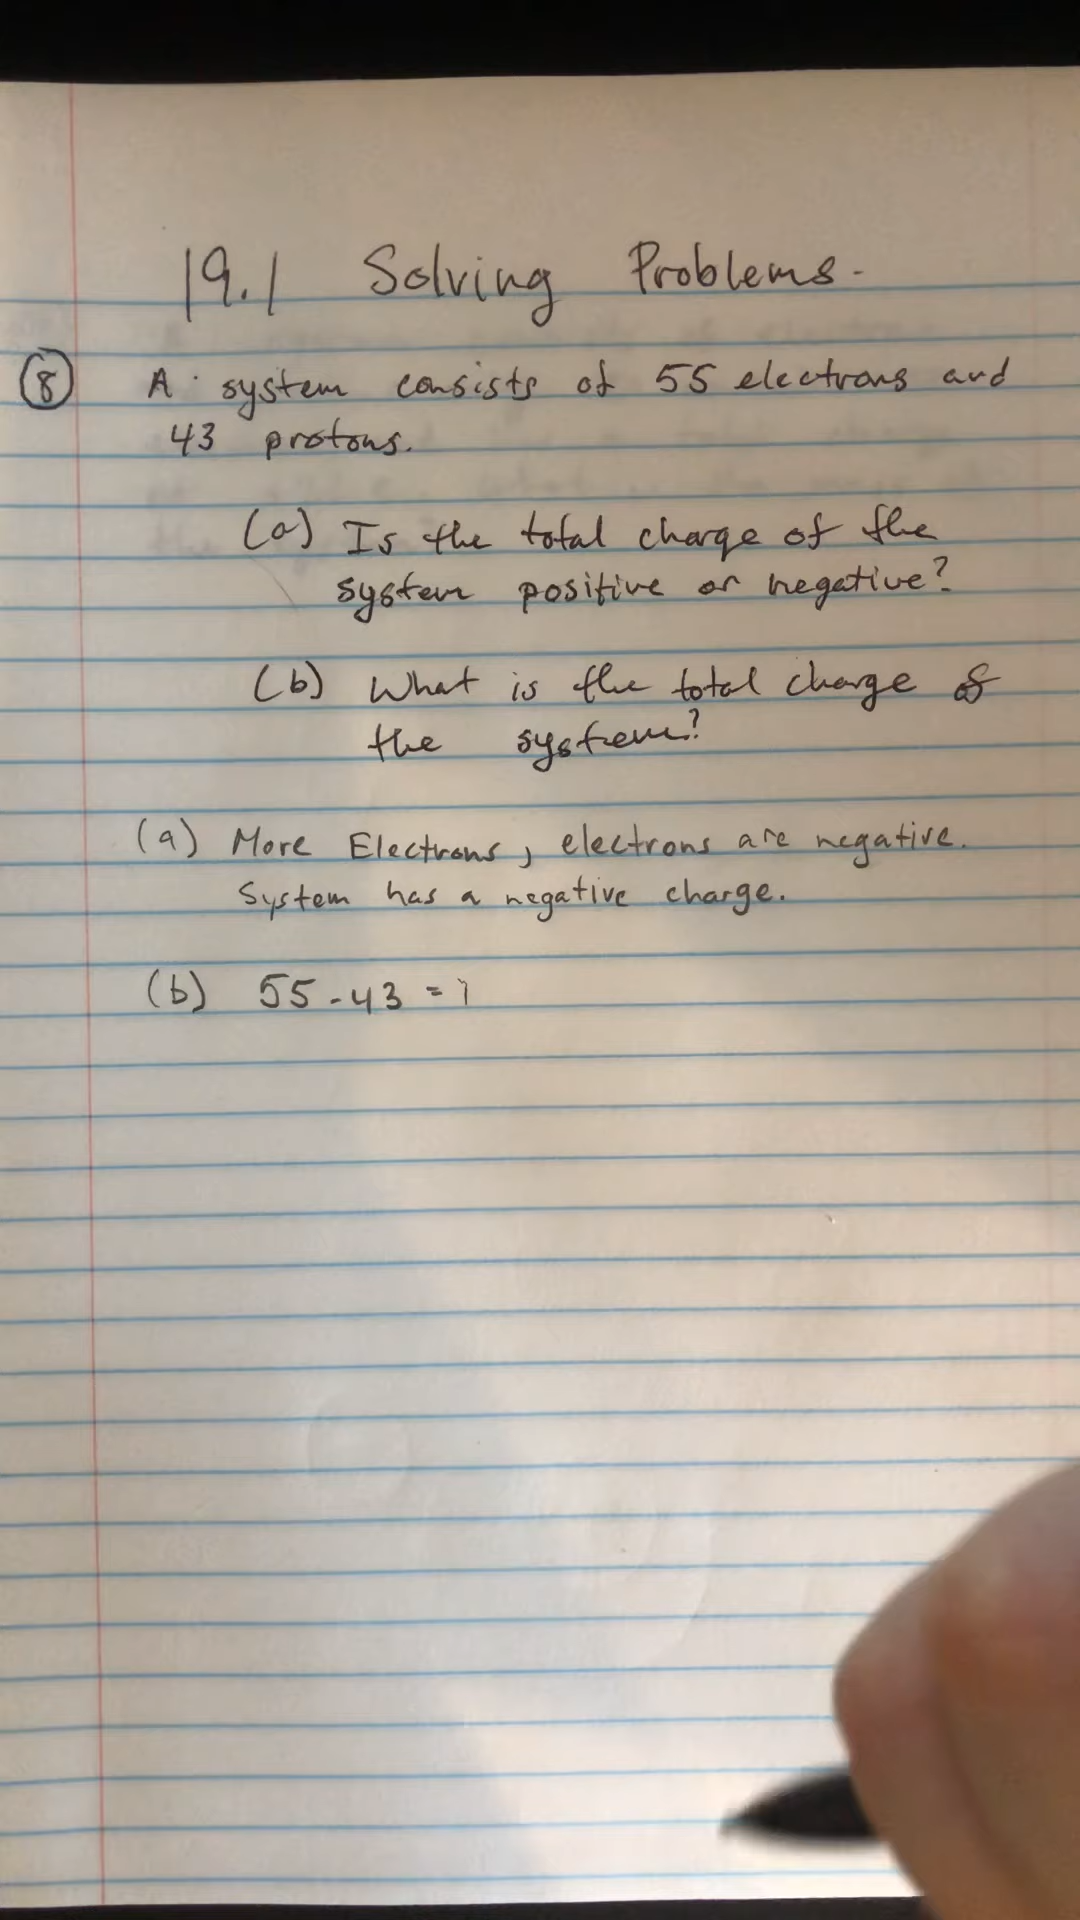 19.1 Solving Problems.
⑧ A system consists of 55 electrons and
43 protons.
(a) Is the total charge of the
system positive or negative?
(b) What is the total charge of
the system?
(a) More Electrons, electrons are negative.
System has a negative charge.
(b) 55 - 43 = 1